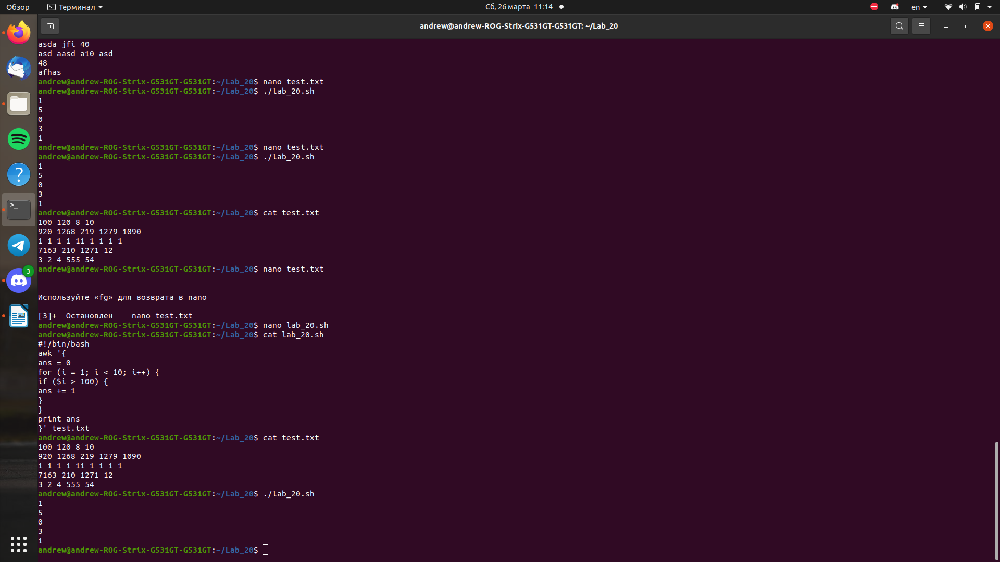 Обзор
Терминал
Сб, 26 марта 11:14
en
andrew@andrew-ROG-Strix-G531GT-G531GT: ~/Lab_20
asda jfi 40
asd aasd a10 asd
48
afhas
andrew@andrew-ROG-Strix-G531GT-G531GT:~/Lab_20$ nano test.txt
andrew@andrew-ROG-Strix-G531GT-G531GT:~/Lab_20$ ./lab_20.sh
1
5
0
3
1
andrew@andrew-ROG-Strix-G531GT-G531GT:~/Lab_20$ nano test.txt
andrew@andrew-ROG-Strix-G531GT-G531GT:~/Lab_20$ ./lab_20.sh
1
5
0
3
1
andrew@andrew-ROG-Strix-G531GT-G531GT:~/Lab_20$ cat test.txt
100 120 8 10
920 1268 219 1279 1090
1 1 1 1 11 1 1 1 1
7163 210 1271 12
3 2 4 555 54
andrew@andrew-ROG-Strix-G531GT-G531GT:~/Lab_20$ nano test.txt
Используйте «fg» для возврата в nano
[3]+  Остановлен    nano test.txt
andrew@andrew-ROG-Strix-G531GT-G531GT:~/Lab_20$ nano lab_20.sh
andrew@andrew-ROG-Strix-G531GT-G531GT:~/Lab_20$ cat lab_20.sh
#!/bin/bash
awk '{
ans = 0
for (i = 1; i < 10; i++) {
if ($i > 100) {
ans += 1
}
}
print ans
}' test.txt
andrew@andrew-ROG-Strix-G531GT-G531GT:~/Lab_20$ cat test.txt
100 120 8 10
920 1268 219 1279 1090
1 1 1 1 11 1 1 1 1
7163 210 1271 12
3 2 4 555 54
andrew@andrew-ROG-Strix-G531GT-G531GT:~/Lab_20$ ./lab_20.sh
1
5
0
3
1
andrew@andrew-ROG-Strix-G531GT-G531GT:~/Lab_20$
?
>_
3